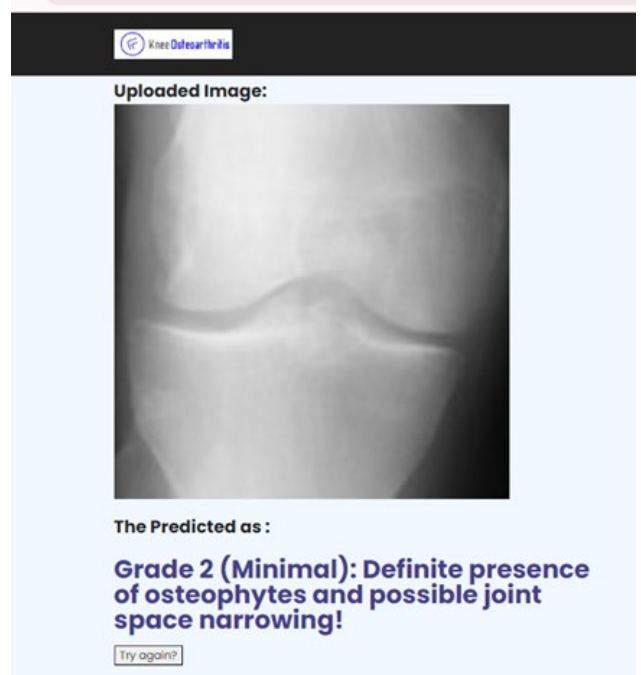 Knee Osteoarthritis
Uploaded Image:
The Predicted as :
Grade 2 (Minimal): Definite presence
of osteophytes and possible joint
space narrowing!
Try again?